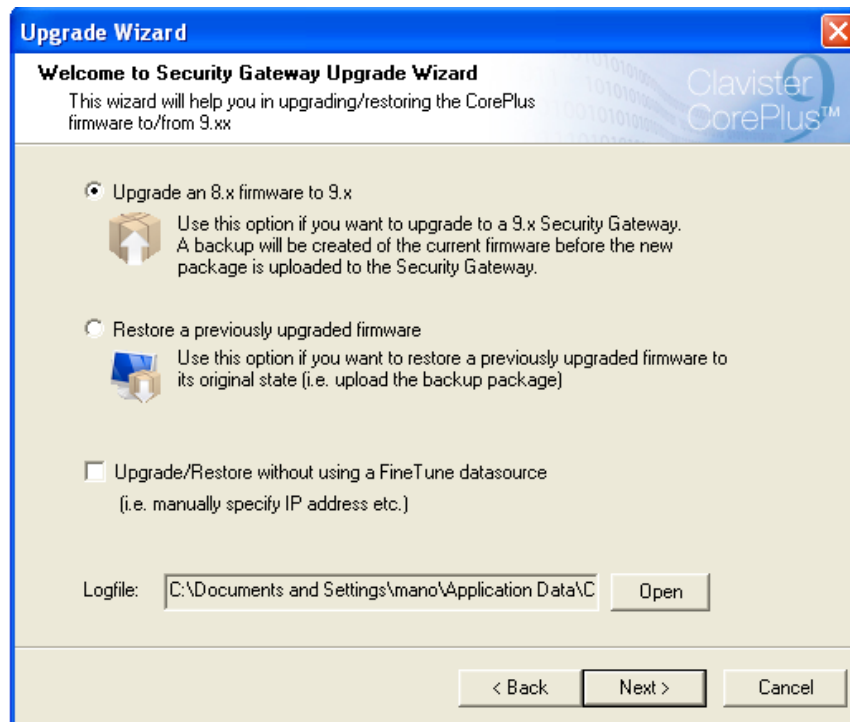 Upgrade Wizard
Welcome to Security Gateway Upgrade Wizard
This wizard will help you in upgrading/restoring the CorePlus
firmware to/from 9.xx
Clavister
CorePlus™
9
Upgrade an 8.x firmware to 9.x
Use this option if you want to upgrade to a 9.x Security Gateway.
A backup will be created of the current firmware before the new
package is uploaded to the Security Gateway.
Restore a previously upgraded firmware
Use this option if you want to restore a previously upgraded firmware to
its original state (i.e. upload the backup package)
Upgrade/Restore without using a FineTune datasource
(i.e. manually specify IP address etc.)
Logfile: C:\Documents and Settings\mano\Application Data\C Open
< Back Next > Cancel